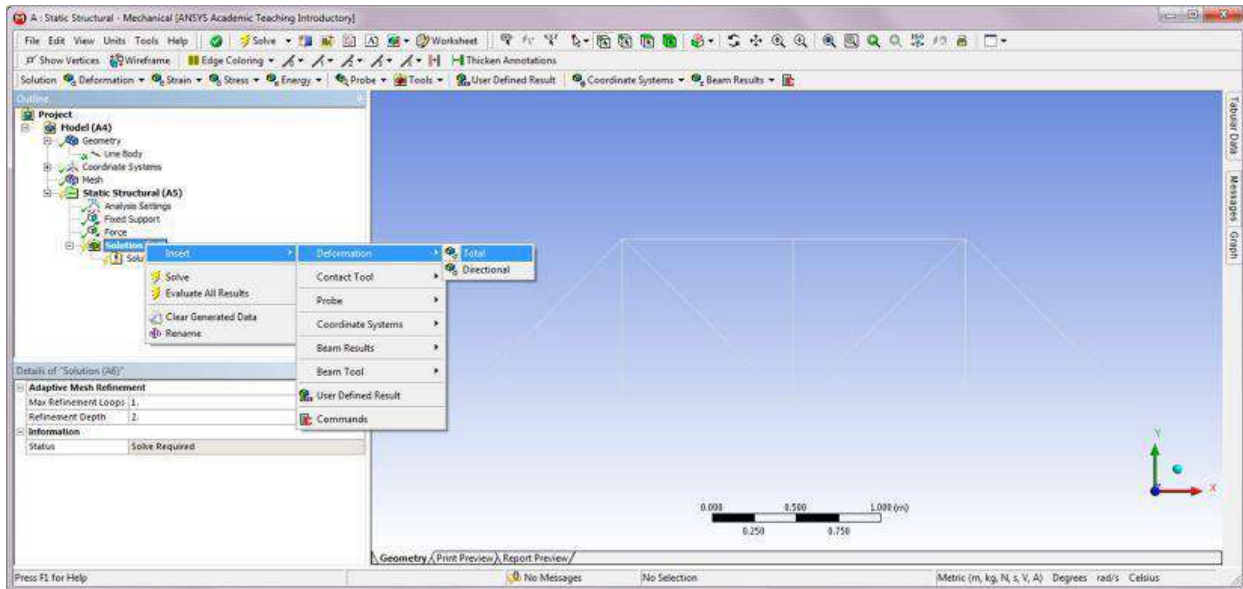 A : Static Structural - Mechanical [ANSYS Academic Teaching Introductory]
File Edit View Units Tools Help Solve Worksheet
Show Vertices Wireframe Edge Coloring Thicken Annotations
Solution Deformation Strain Stress Energy Probe Tools User Defined Result Coordinate Systems Beam Results
Outline
Project
Model (A4)
Geometry
Line Body
Coordinate Systems
Mesh
Static Structural (A5)
Analysis Settings
Fixed Support
Force
Solution
Solu
Insert
Solve
Evaluate All Results
Clear Generated Data
Rename
Deformation
Contact Tool
Probe
Coordinate Systems
Beam Results
Beam Tool
User Defined Result
Commands
Total
Directional
Details of "Solution (A6)"
Adaptive Mesh Refinement
Max Refinement Loops 1.
Refinement Depth 2.
Information
Status Solve Required
Tabular Data
Messages
Graph
Y
X
0.000 0.500 1.000 (m)
0.250 0.750
Geometry Print Preview Report Preview
Press F1 for Help No Messages No Selection Metric (m, kg, N, s, V, A) Degrees rad/s Celsius